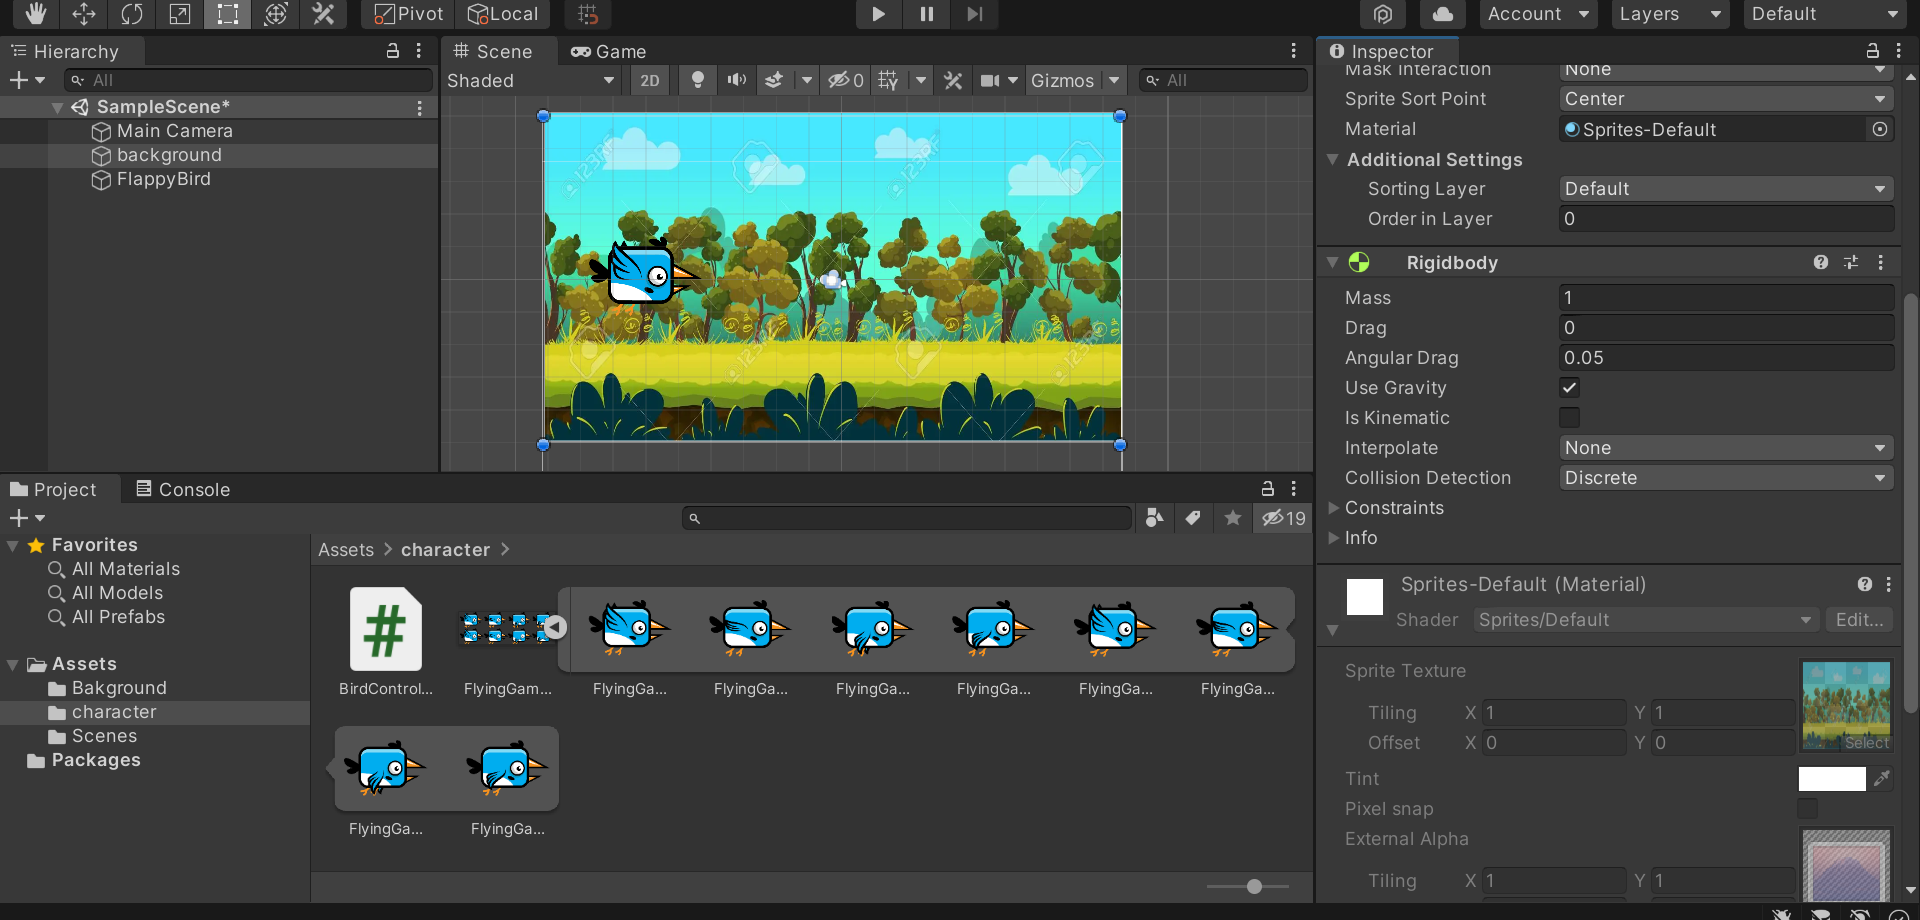 Pivot Local Account Layers Default
Hierarchy
All
SampleScene*
Main Camera
background
FlappyBird
Scene Game
Shaded 2D 0 Gizmos All
123RF
Inspector
Mask Interaction None
Sprite Sort Point Center
Material Sprites-Default
Additional Settings
Sorting Layer Default
Order in Layer 0
Rigidbody
Mass 1
Drag 0
Angular Drag 0.05
Use Gravity
Is Kinematic
Interpolate None
Collision Detection Discrete
Constraints
Info
Sprites-Default (Material)
Shader Sprites/Default Edit...
Sprite Texture
Tiling X 1 Y 1
Offset X 0 Y 0
Select
Tint
Pixel snap
External Alpha
Tiling X 1 Y 1
Project Console
19
Favorites
All Materials
All Models
All Prefabs
Assets
Bakground
character
Scenes
Packages
Assets > character >
BirdControl... FlyingGam... FlyingGa... FlyingGa... FlyingGa... FlyingGa... FlyingGa... FlyingGa...
FlyingGa... FlyingGa...